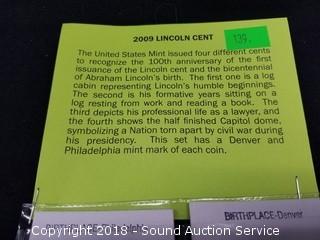 2009 LINCOLN CENT
139.
The United States Mint issued four different cents
to recognize the 100th anniversary of the first
issuance of the Lincoln cent and the bicentennial
of Abraham Lincoln's birth. The first one is a log
cabin representing Lincoln's humble beginnings.
The second is his formative years sitting on a
log resting from work and reading a book. The
third depicts his professional life as a lawyer, and
the fourth shows the half finished Capitol dome,
symbolizing a Nation torn apart by civil war during
his presidency. This set has a Denver and
Philadelphia mint mark of each coin.
BIRTHPLACE-Denver
Copyright 2018 - Sound Auction Service